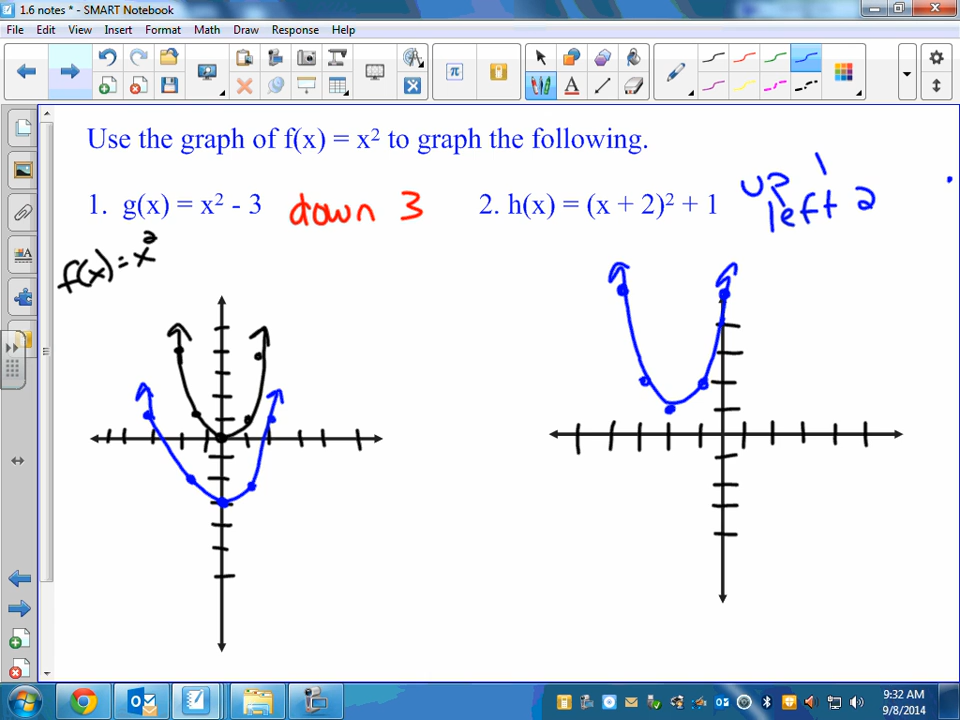 1.6 notes * - SMART Notebook
File Edit View Insert Format Math Draw Response Help
Use the graph of f(x) = x² to graph the following.
1. g(x) = x² - 3 down 3
2. h(x) = (x + 2)² + 1 up 1
left 2
f(x) = x²
9:32 AM
9/8/2014